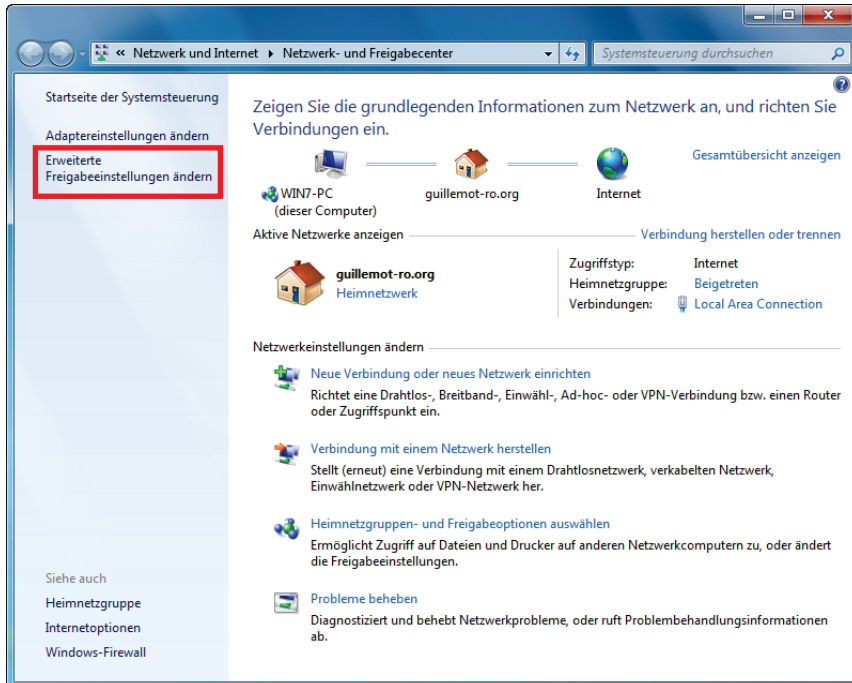 « Netzwerk und Internet ▸ Netzwerk- und Freigabecenter
Systemsteuerung durchsuchen
Startseite der Systemsteuerung
Adaptereinstellungen ändern
Erweiterte
Freigabeeinstellungen ändern
Siehe auch
Heimnetzgruppe
Internetoptionen
Windows-Firewall
Zeigen Sie die grundlegenden Informationen zum Netzwerk an, und richten Sie
Verbindungen ein.
Gesamtübersicht anzeigen
WIN7-PC
(dieser Computer)
guillemot-ro.org
Internet
Aktive Netzwerke anzeigen
Verbindung herstellen oder trennen
guillemot-ro.org
Heimnetzwerk
Zugriffstyp: Internet
Heimnetzgruppe: Beigetreten
Verbindungen: Local Area Connection
Netzwerkeinstellungen ändern
Neue Verbindung oder neues Netzwerk einrichten
Richtet eine Drahtlos-, Breitband-, Einwähl-, Ad-hoc- oder VPN-Verbindung bzw. einen Router
oder Zugriffspunkt ein.
Verbindung mit einem Netzwerk herstellen
Stellt (erneut) eine Verbindung mit einem Drahtlosnetzwerk, verkabelten Netzwerk,
Einwählnetzwerk oder VPN-Netzwerk her.
Heimnetzgruppen- und Freigabeoptionen auswählen
Ermöglicht Zugriff auf Dateien und Drucker auf anderen Netzwerkcomputern zu, oder ändert
die Freigabeeinstellungen.
Probleme beheben
Diagnostiziert und behebt Netzwerkprobleme, oder ruft Problembehandlungsinformationen
ab.